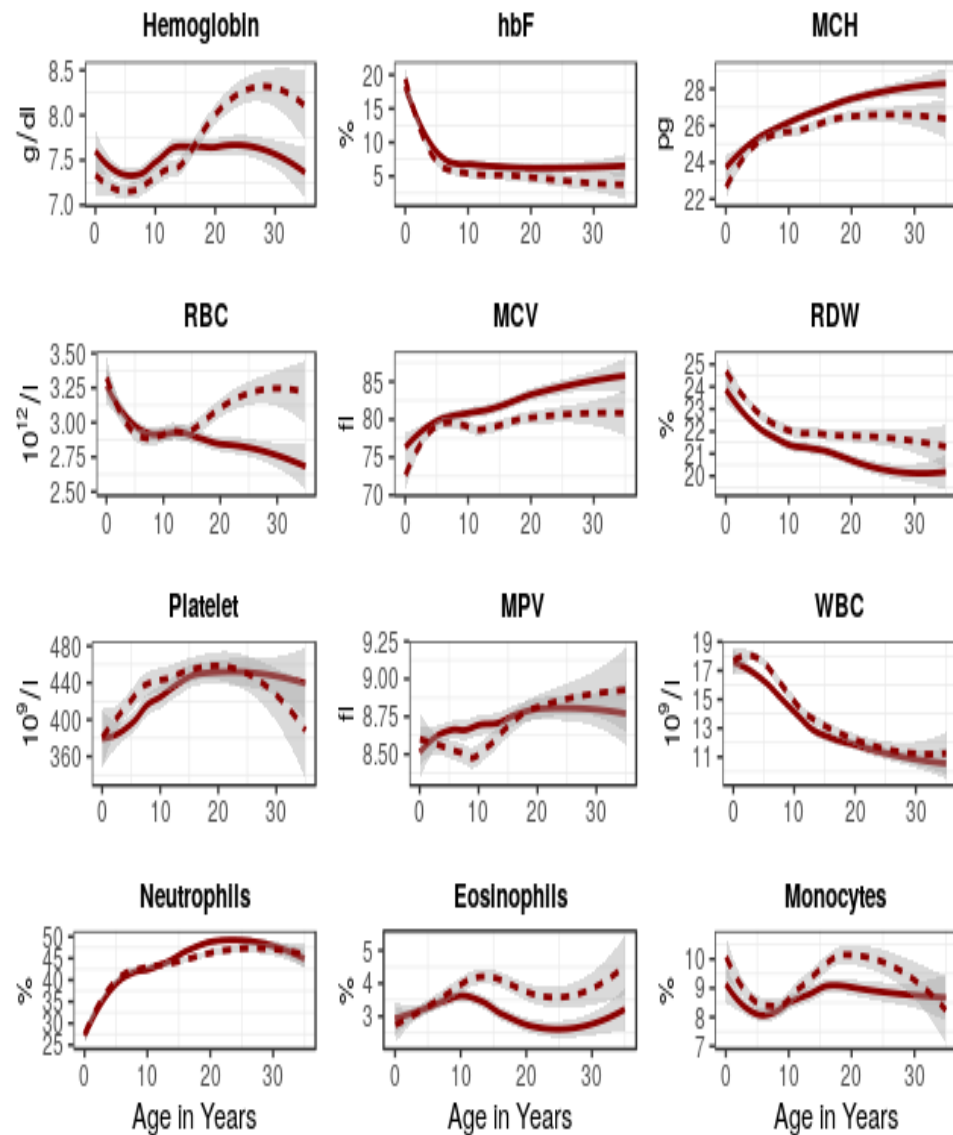 Hemoglobin hbF MCH
g/dl 8.5 8.0 7.5 7.0 0 10 20 30
% 20 15 10 5 0 10 20 30
pg 28 26 24 22 0 10 20 30
RBC MCV RDW
10^12/l 3.50 3.25 3.00 2.75 2.50 0 10 20 30
fl 85 80 75 70 0 10 20 30
% 25 24 23 22 21 20 0 10 20 30
Platelet MPV WBC
10^9/l 480 440 400 360 0 10 20 30
fl 9.25 9.00 8.75 8.50 0 10 20 30
10^9/l 19 17 15 13 11 0 10 20 30
Neutrophils Eosinophils Monocytes
% 50 45 40 35 30 25 0 10 20 30
% 5 4 3 0 10 20 30
% 10 9 8 7 0 10 20 30
Age in Years Age in Years Age in Years